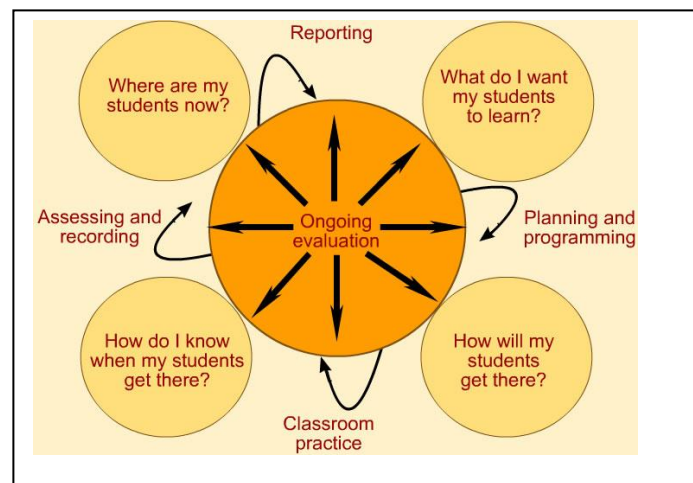 Reporting
Where are my
students now?
What do I want
my students
to learn?
Assessing and
recording
Ongoing
evaluation
Planning and
programming
How do I know
when my students
get there?
How will my
students
get there?
Classroom
practice